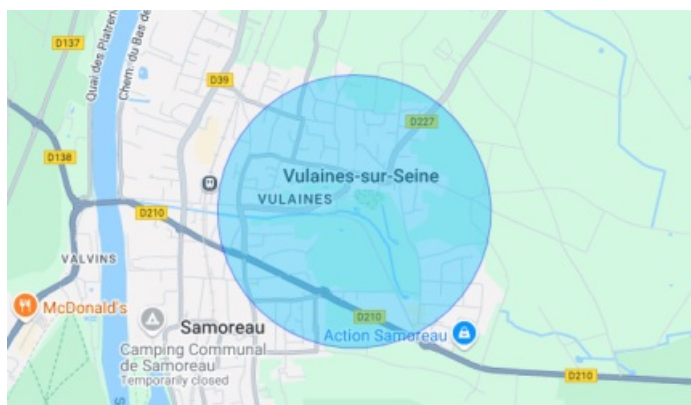 D137
Quai des Platrer
Chem. du Bas de
D39
D227
D138
Vulaines-sur-Seine
VULAINES
D210
VALVINS
McDonald's
Samoreau
D210
Action Samoreau
Camping Communal
de Samoreau
Temporarily closed
D210
S